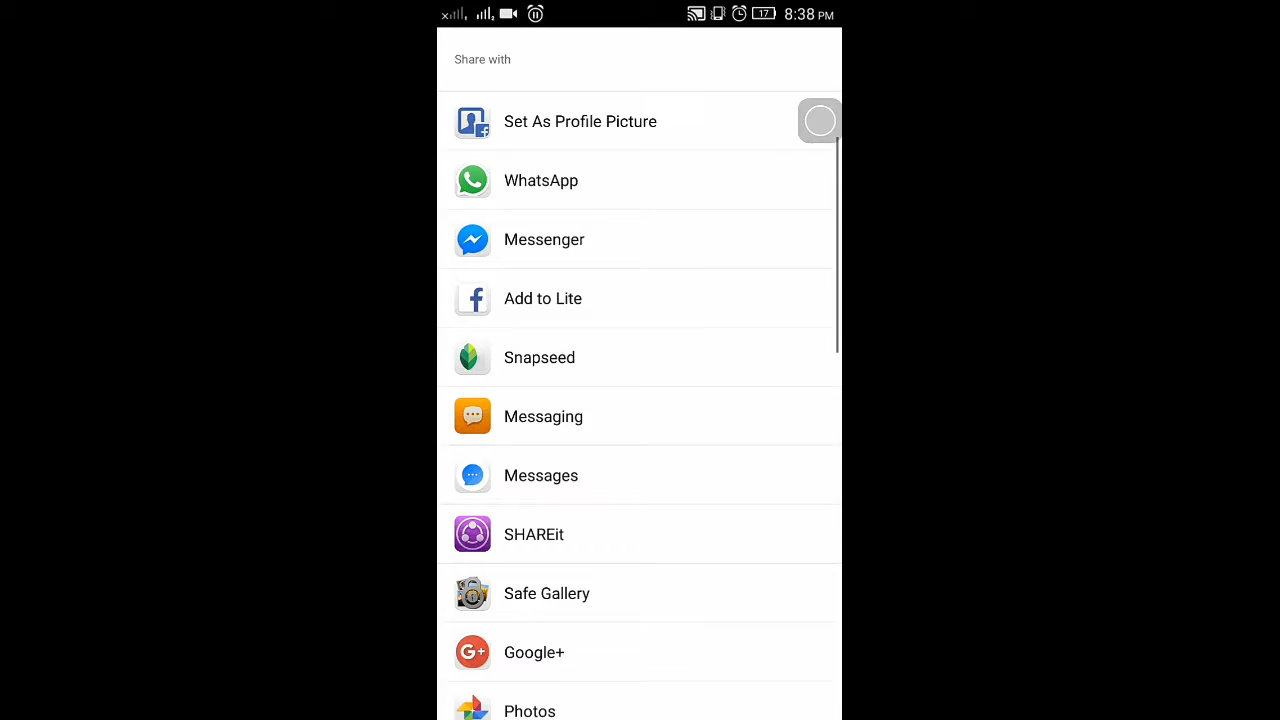 17 8:38 PM
Share with
Set As Profile Picture
WhatsApp
Messenger
Add to Lite
Snapseed
Messaging
Messages
SHAREit
Safe Gallery
Google+
Photos